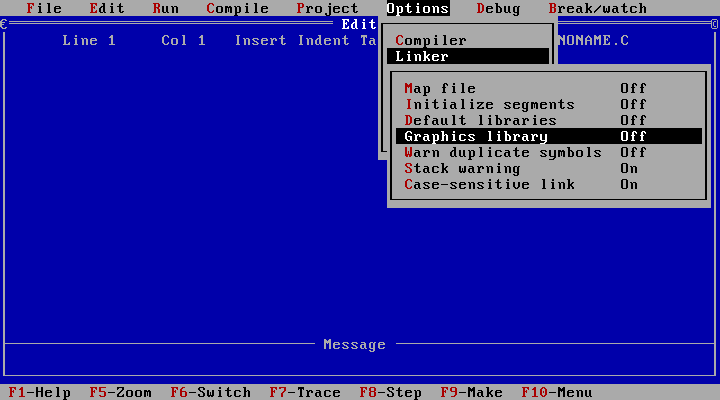 File Edit Run Compile Project Options Debug Break/watch
Edit
Line 1 Col 1 Insert Indent Ta NONAME.C
Compiler
Linker
Map file Off
Initialize segments Off
Default libraries Off
Graphics library Off
Warn duplicate symbols Off
Stack warning On
Case-sensitive link On
Message
F1-Help F5-Zoom F6-Switch F7-Trace F8-Step F9-Make F10-Menu